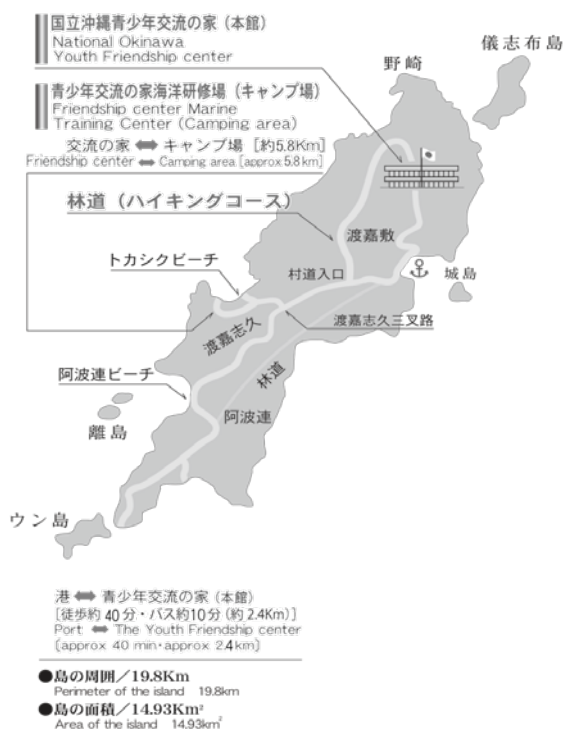 国立沖縄青少年交流の家（本館）
National Okinawa
Youth Friendship center
儀志布島
野崎
青少年交流の家海洋研修場（キャンプ場）
Friendship center Marine
Training Center (Camping area)
交流の家 ⇔ キャンプ場 [約5.8Km]
Friendship center ⇔ Camping area [approx 5.8km]
林道（ハイキングコース）
渡嘉敷
トカシクビーチ
村道入口
城島
渡嘉志久
渡嘉志久三叉路
阿波連ビーチ
林道
阿波連
離島
ウン島
港 ⇔ 青少年交流の家（本館）
[徒歩約40分・バス約10分（約2.4Km）]
Port ⇔ The Youth Friendship center
(approx 40 min・approx 2.4km)
●島の周囲／19.8Km
Perimeter of the island 19.8km
●島の面積／14.93Km²
Area of the island 14.93km²